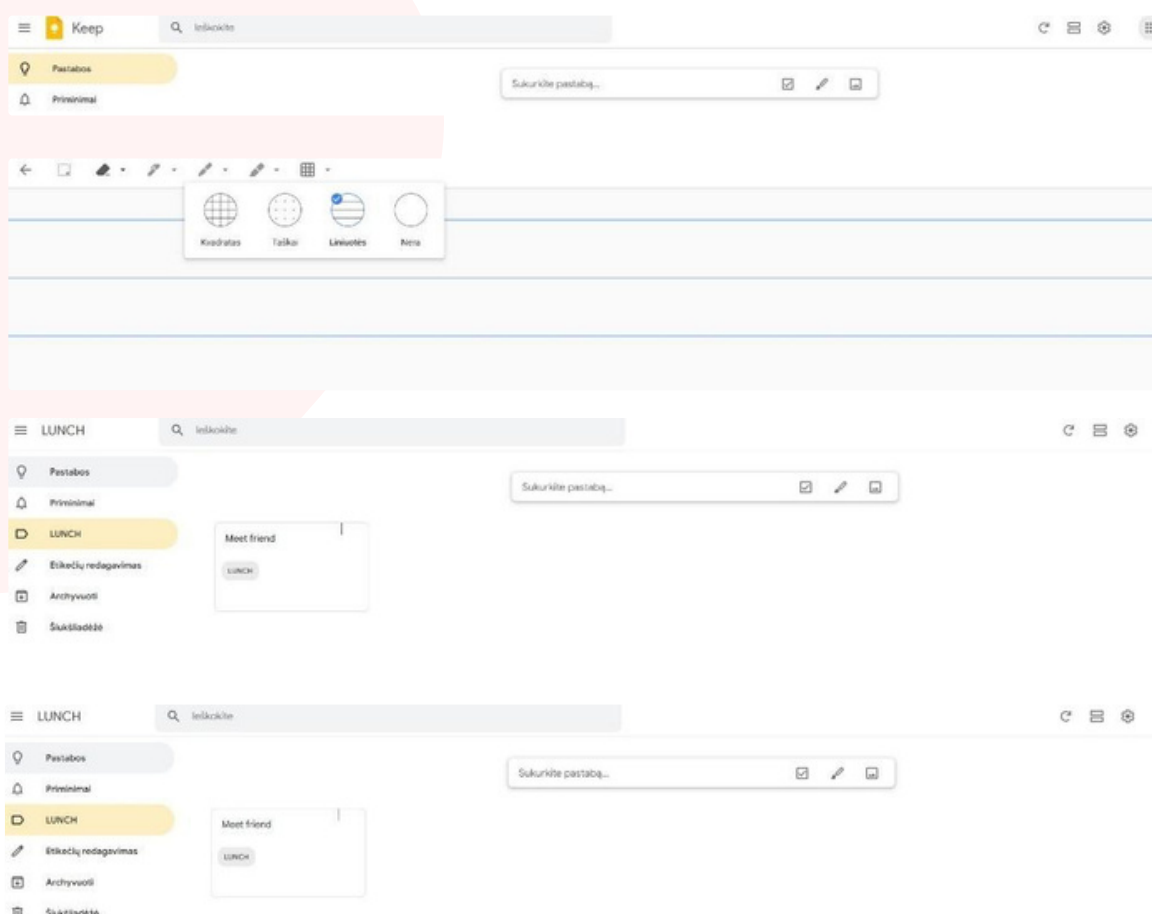 Keep
Ieškokite
Pastabos
Sukurkite pastabą...
Priminimai
Kvadratas Taškai Liniuotės Nėra
LUNCH
Ieškokite
Pastabos
Sukurkite pastabą...
Priminimai
LUNCH
Meet friend
Etikečių redagavimas
LUNCH
Archyvuoti
Šiukšliadėžė
LUNCH
Ieškokite
Pastabos
Sukurkite pastabą...
Priminimai
LUNCH
Meet friend
Etikečių redagavimas
LUNCH
Archyvuoti
Šiukšliadėžė